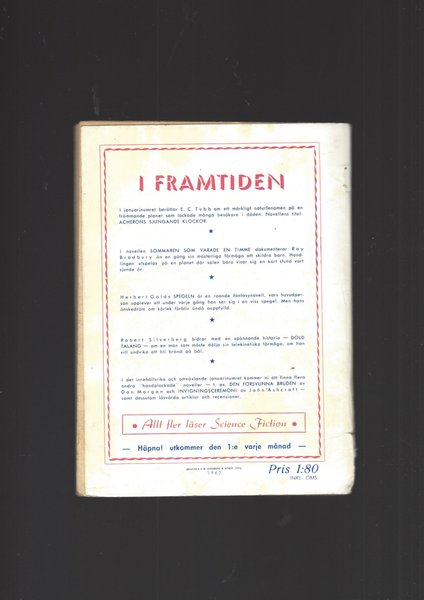 I FRAMTIDEN
I januarinumret berättar E. C. Tubb om ett märkligt naturfenomen på en
främmande planet som lockade många besökare i döden. Novellens titel:
ACHERONS SJUNGANDE KLOCKOR.
★
I novellen SOMMAREN SOM VARADE EN TIMME dokumenterar Ray
Bradbury än en gång sin mästerliga förmåga att skildra barn. Hand-
lingen utspelas på en planet där solen bara visar sig en kort stund vart
sjunde år.
★
Herbert Golds SPEGELN är en roande fantasynovell, vars huvudper-
son upplever ett under varje gång han ser sig i en viss spegel. Men hans
önskedröm om kärlek förblir ändå ouppfylld.
★
Robert Silverberg bidrar med en spännande historia — DOLD
TALANG — om en man som måste dölja sin telekinetiska förmåga, om han
vill undvika att bli bränd på bål.
★
I det innehållsrika och omväxlande januarinumret kommer ni att finna flera
andra "handplockade" noveller — t. ex. DEN FÖRSVUNNA BRUDEN av
Dan Morgan och INVIGNINGSCEREMONI av John Ashcroft —
samt dessutom läsvärda artiklar och recensioner.
• Allt fler läser Science Fiction •
— Häpna! utkommer den 1:e varje månad —
Pris 1:80
INKL. OMS.